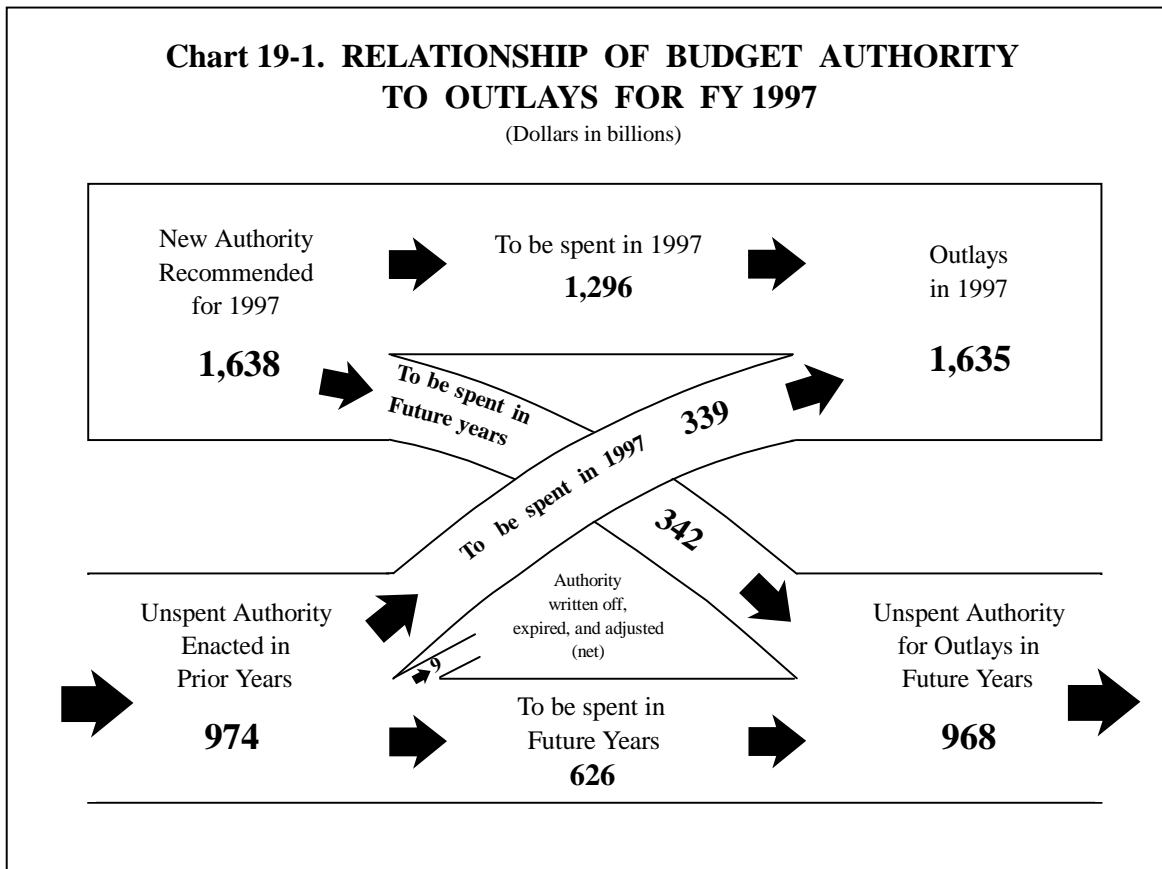 Chart 19-1. RELATIONSHIP OF BUDGET AUTHORITY
TO OUTLAYS FOR FY 1997
(Dollars in billions)
New Authority
Recommended
for 1997
1,638
To be spent in 1997
1,296
Outlays
in 1997
1,635
To be spent in
Future years
342
To be spent in 1997 339
Unspent Authority
Enacted in
Prior Years
974
Authority
written off,
expired, and adjusted
(net)
9
To be spent in
Future Years
626
Unspent Authority
for Outlays in
Future Years
968